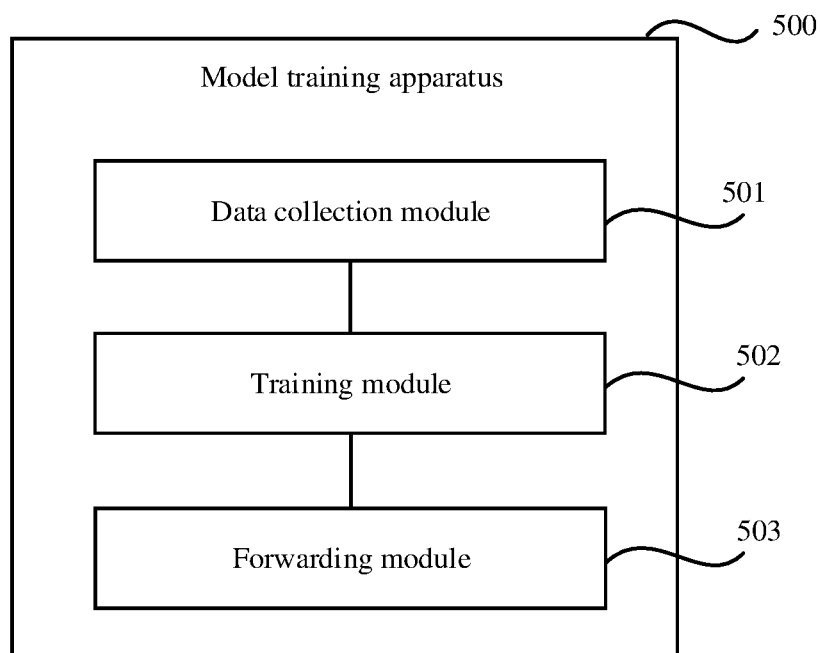 500
Model training apparatus
501
Data collection module
502
Training module
503
Forwarding module